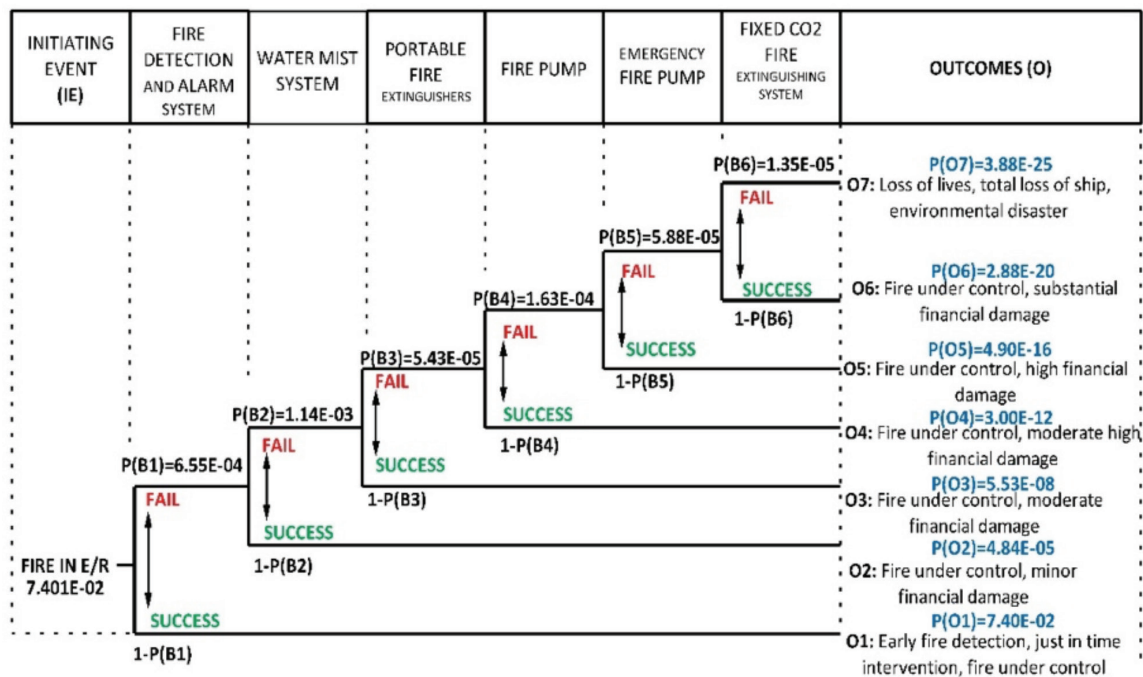 INITIATING
EVENT
(IE)
FIRE
DETECTION
AND ALARM
SYSTEM
WATER MIST
SYSTEM
PORTABLE
FIRE
EXTINGUISHERS
FIRE PUMP
EMERGENCY
FIRE PUMP
FIXED CO2
FIRE
EXTINGUISHING
SYSTEM
OUTCOMES (O)
P(B6)=1.35E-05
FAIL
SUCCESS
1-P(B6)
P(B5)=5.88E-05
FAIL
SUCCESS
1-P(B5)
P(B4)=1.63E-04
FAIL
SUCCESS
1-P(B4)
P(B3)=5.43E-05
FAIL
SUCCESS
1-P(B3)
P(B2)=1.14E-03
FAIL
SUCCESS
1-P(B2)
P(B1)=6.55E-04
FAIL
SUCCESS
1-P(B1)
FIRE IN E/R
7.401E-02
P(O7)=3.88E-25
O7: Loss of lives, total loss of ship,
environmental disaster
P(O6)=2.88E-20
O6: Fire under control, substantial
financial damage
P(O5)=4.90E-16
O5: Fire under control, high financial
damage
P(O4)=3.00E-12
O4: Fire under control, moderate high
financial damage
P(O3)=5.53E-08
O3: Fire under control, moderate
financial damage
P(O2)=4.84E-05
O2: Fire under control, minor
financial damage
P(O1)=7.40E-02
O1: Early fire detection, just in time
intervention, fire under control